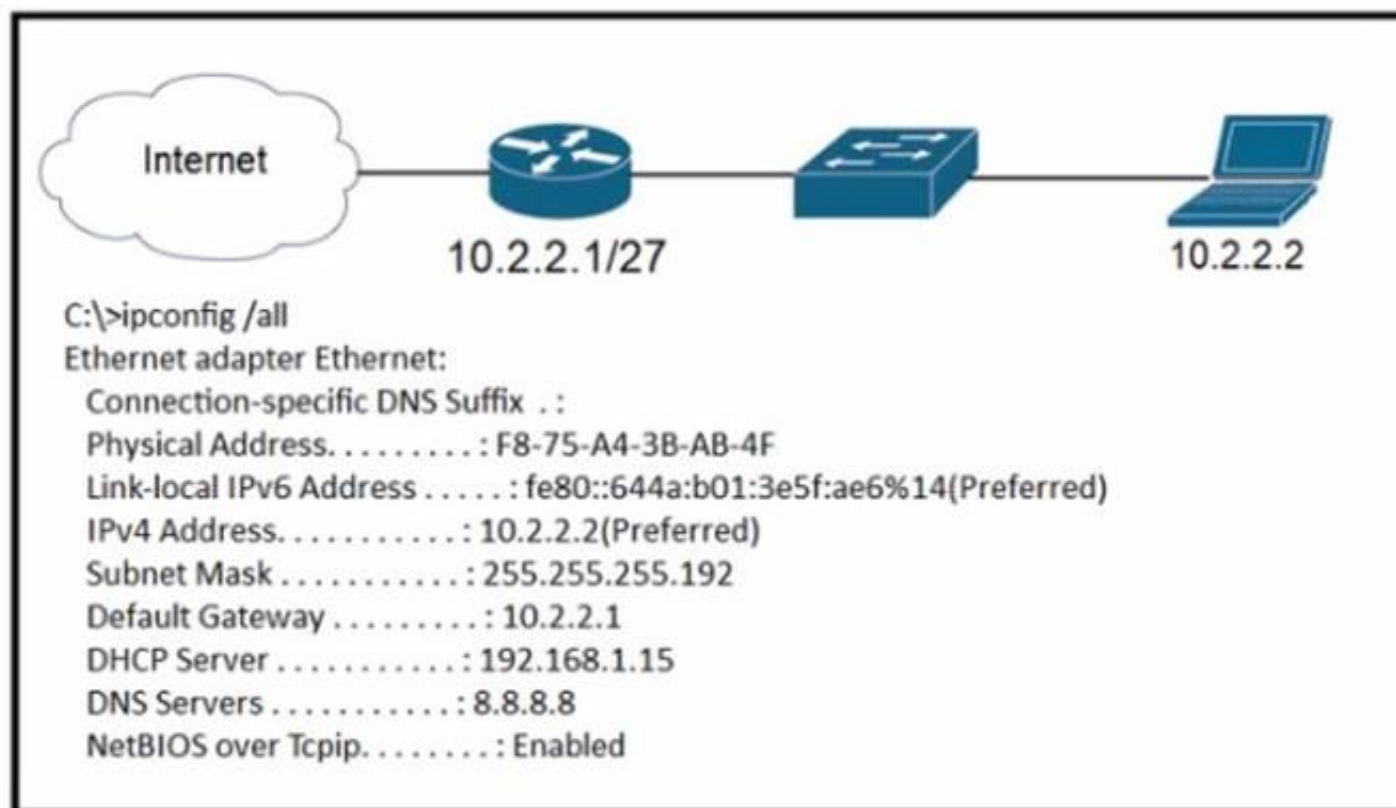 Internet
10.2.2.1/27
10.2.2.2
C:\>ipconfig /all
Ethernet adapter Ethernet:
Connection-specific DNS Suffix . :
Physical Address. . . . . . . . . : F8-75-A4-3B-AB-4F
Link-local IPv6 Address . . . . . : fe80::644a:b01:3e5f:ae6%14(Preferred)
IPv4 Address. . . . . . . . . . . : 10.2.2.2(Preferred)
Subnet Mask . . . . . . . . . . . : 255.255.255.192
Default Gateway . . . . . . . . . : 10.2.2.1
DHCP Server . . . . . . . . . . . : 192.168.1.15
DNS Servers . . . . . . . . . . . : 8.8.8.8
NetBIOS over Tcpip. . . . . . . . : Enabled